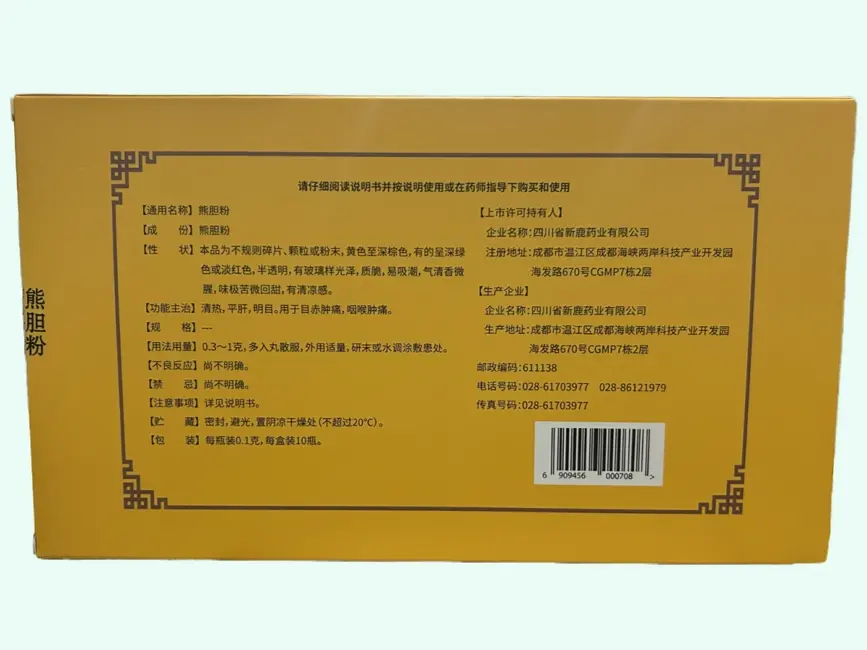 请仔细阅读说明书并按说明使用或在药师指导下购买和使用
【通用名称】熊胆粉
【成 份】熊胆粉
【性 状】本品为不规则碎片、颗粒或粉末，黄色至深棕色，有的呈深绿
色或淡红色，半透明，有玻璃样光泽，质脆，易吸潮，气清香微
腥，味极苦微回甜，有清凉感。
【功能主治】清热，平肝，明目。用于目赤肿痛，咽喉肿痛。
【规 格】---
【用法用量】0.3～1克，多入丸散服，外用适量，研末或水调涂敷患处。
【不良反应】尚不明确。
【禁 忌】尚不明确。
【注意事项】详见说明书。
【贮 藏】密封，避光，置阴凉干燥处（不超过20℃）。
【包 装】每瓶装0.1克，每盒装10瓶。
【上市许可持有人】
企业名称：四川省新鹿药业有限公司
注册地址：成都市温江区成都海峡两岸科技产业开发园
海发路670号CGMP7栋2层
【生产企业】
企业名称：四川省新鹿药业有限公司
生产地址：成都市温江区成都海峡两岸科技产业开发园
海发路670号CGMP7栋2层
邮政编码：611138
电话号码：028-61703977 028-86121979
传真号码：028-61703977
6 909456 000708 >
熊胆粉